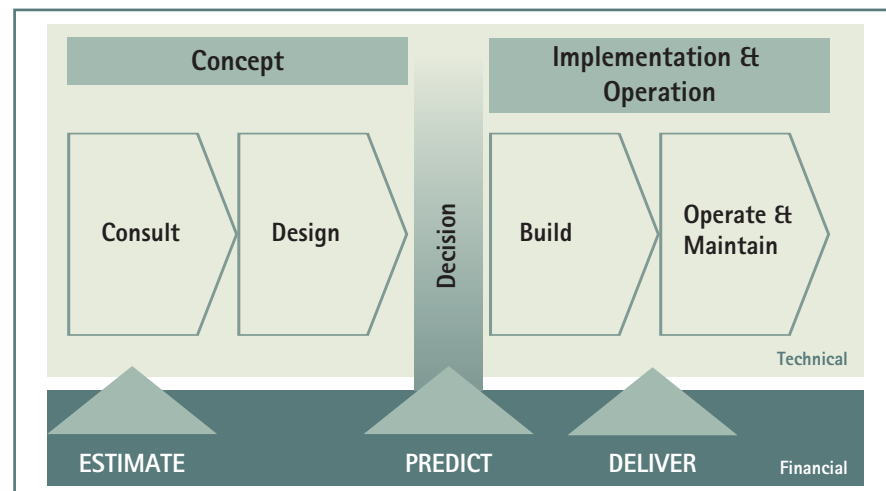 Concept
Implementation &
Operation
Consult
Design
Decision
Build
Operate &
Maintain
Technical
ESTIMATE
PREDICT
DELIVER
Financial